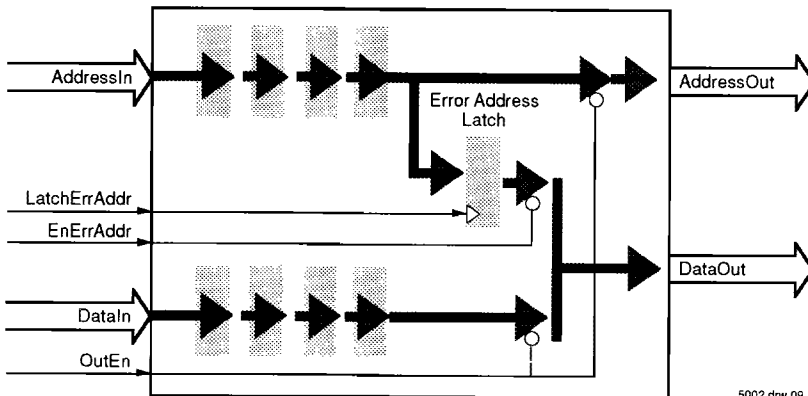 AddressIn
AddressOut
Error Address
Latch
LatchErrAddr
EnErrAddr
DataOut
DataIn
OutEn
5002 drw 09